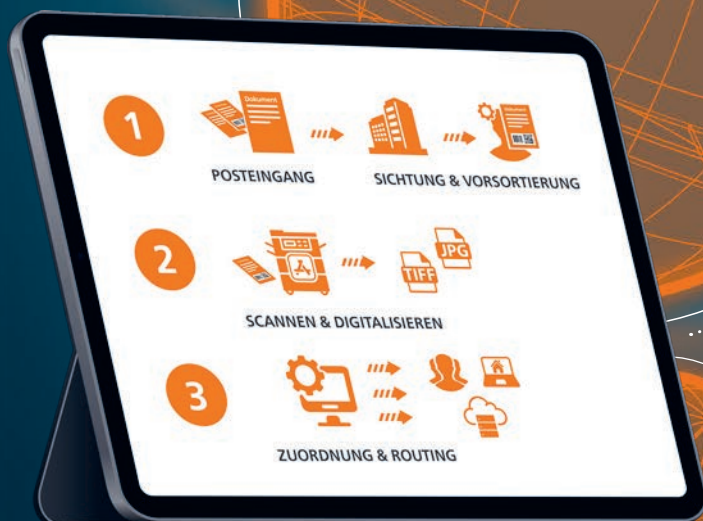 1
Dokument
Dokument
POSTEINGANG
SICHTUNG & VORSORTIERUNG
2
TIFF
JPG
SCANNEN & DIGITALISIEREN
3
ZUORDNUNG & ROUTING